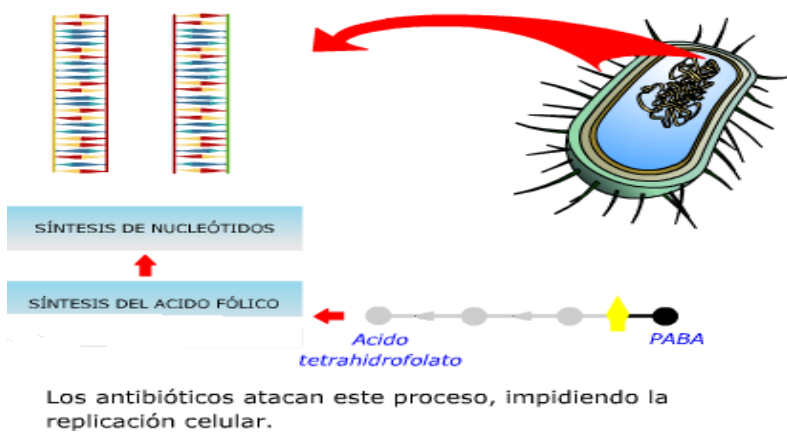 SÍNTESIS DE NUCLEÓTIDOS
SÍNTESIS DEL ACIDO FÓLICO
Acido
tetrahidrofolato
PABA
Los antibióticos atacan este proceso, impidiendo la
replicación celular.